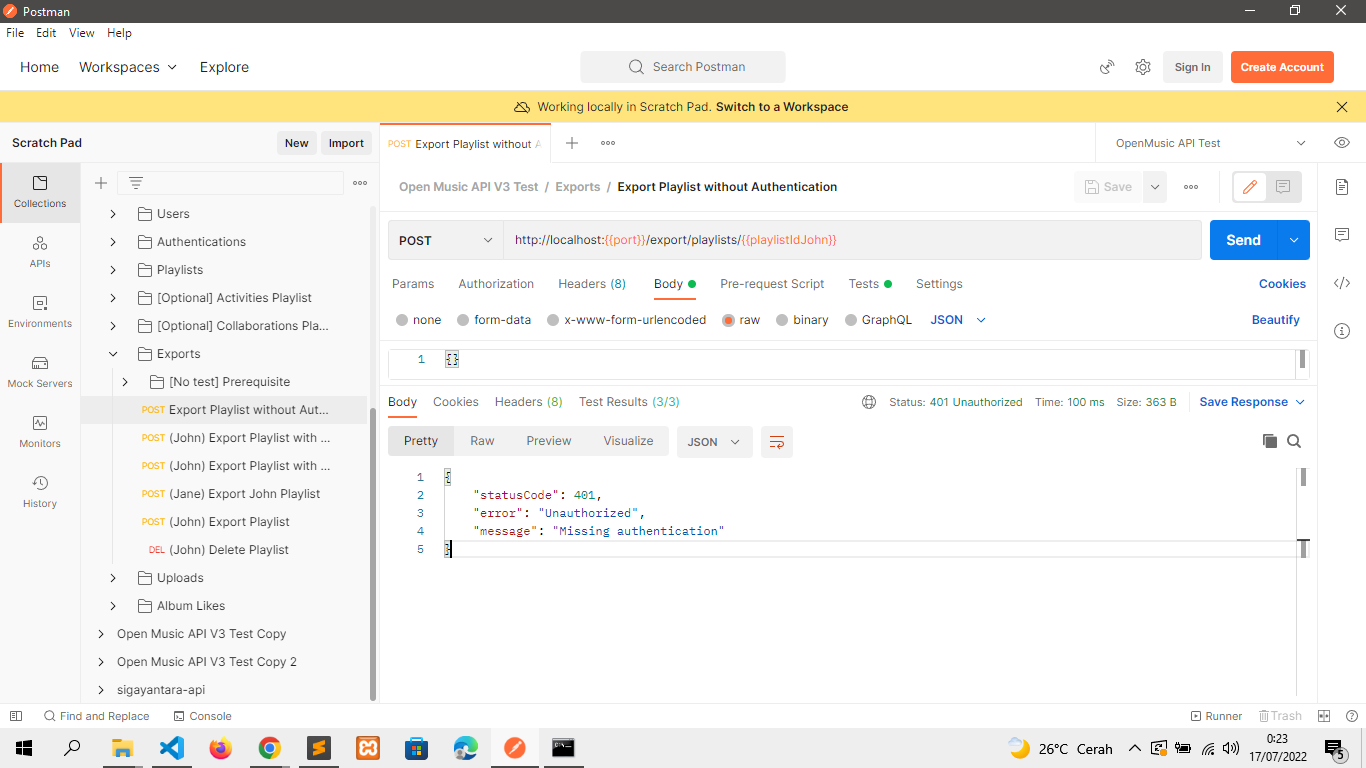 Postman
File Edit View Help
Home Workspaces Explore
Search Postman
Sign In
Create Account
Working locally in Scratch Pad. Switch to a Workspace
Scratch Pad
New
Import
POST Export Playlist without A
OpenMusic API Test
Collections
APIs
Environments
Mock Servers
Monitors
History
Users
Authentications
Playlists
[Optional] Activities Playlist
[Optional] Collaborations Pla...
Exports
[No test] Prerequisite
POST Export Playlist without Aut...
POST (John) Export Playlist with ...
POST (John) Export Playlist with ...
POST (Jane) Export John Playlist
POST (John) Export Playlist
DEL (John) Delete Playlist
Uploads
Album Likes
Open Music API V3 Test Copy
Open Music API V3 Test Copy 2
sigayantara-api
Open Music API V3 Test / Exports / Export Playlist without Authentication
Save
POST
http://localhost:{{port}}/export/playlists/{{playlistIdJohn}}
Send
Params Authorization Headers (8) Body Pre-request Script Tests Settings
Cookies
none form-data x-www-form-urlencoded raw binary GraphQL JSON
Beautify
1 {}
Body Cookies Headers (8) Test Results (3/3)
Status: 401 Unauthorized Time: 100 ms Size: 363 B
Save Response
Pretty Raw Preview Visualize
JSON
1 {
2 "statusCode": 401,
3 "error": "Unauthorized",
4 "message": "Missing authentication"
5 }
Find and Replace
Console
Runner
Trash
26°C Cerah
0:23
17/07/2022
5